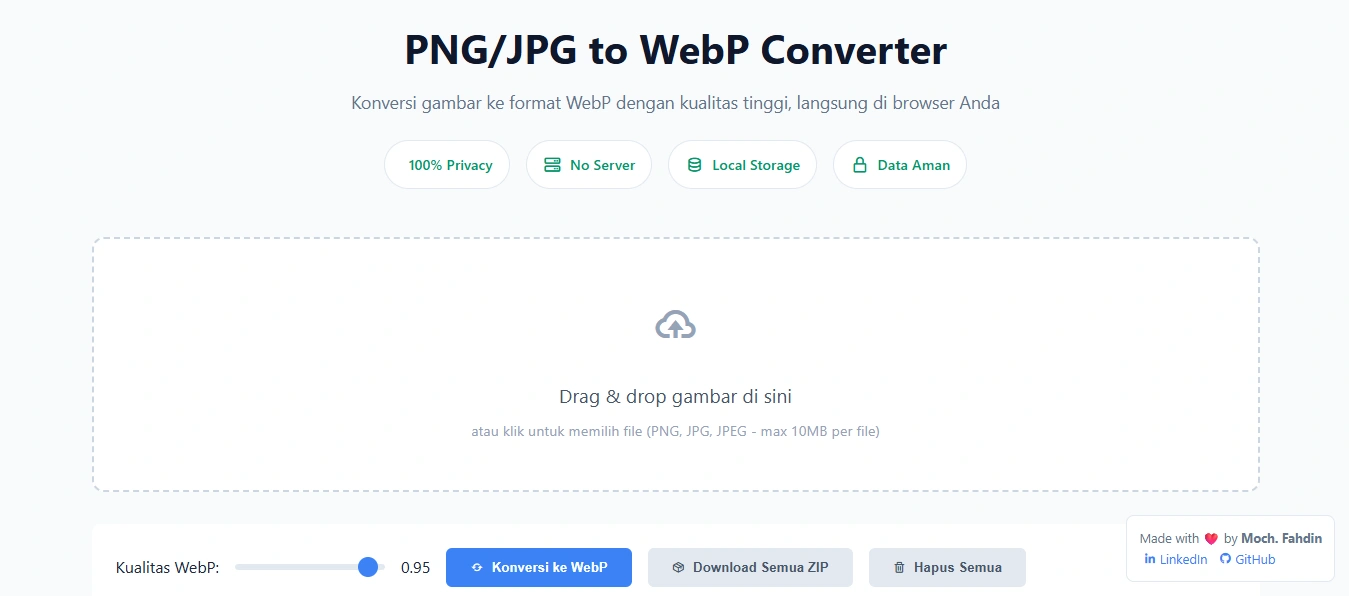 PNG/JPG to WebP Converter
Konversi gambar ke format WebP dengan kualitas tinggi, langsung di browser Anda
100% Privacy
No Server
Local Storage
Data Aman
Drag & drop gambar di sini
atau klik untuk memilih file (PNG, JPG, JPEG - max 10MB per file)
Kualitas WebP: 0.95 Konversi ke WebP Download Semua ZIP Hapus Semua
Made with ❤️ by Moch. Fahdin
LinkedIn GitHub